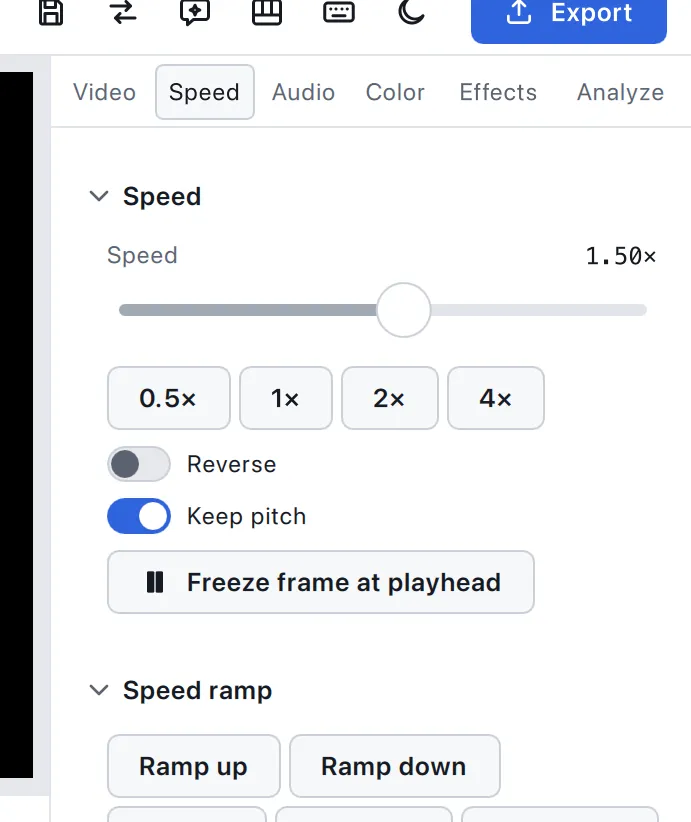 Export
Video Speed Audio Color Effects Analyze
Speed
Speed 1.50×
0.5× 1× 2× 4×
Reverse
Keep pitch
Freeze frame at playhead
Speed ramp
Ramp up Ramp down